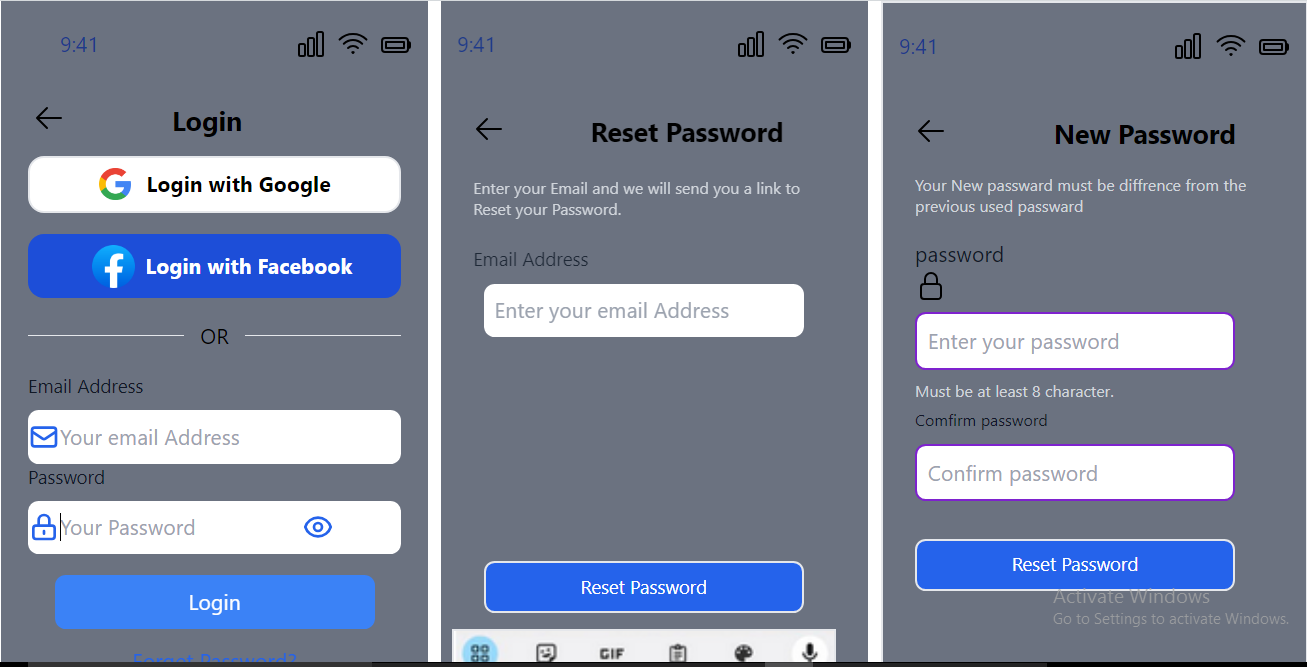 9:41
Login
Login with Google
Login with Facebook
OR
Email Address
Your email Address
Password
Your Password
Login
Forget Password?
9:41
Reset Password
Enter your Email and we will send you a link to
Reset your Password.
Email Address
Enter your email Address
Reset Password
GIF
9:41
New Password
Your New passward must be diffrence from the
previous used passward
password
Enter your password
Must be at least 8 character.
Comfirm password
Confirm password
Reset Password
Activate Windows
Go to Settings to activate Windows.